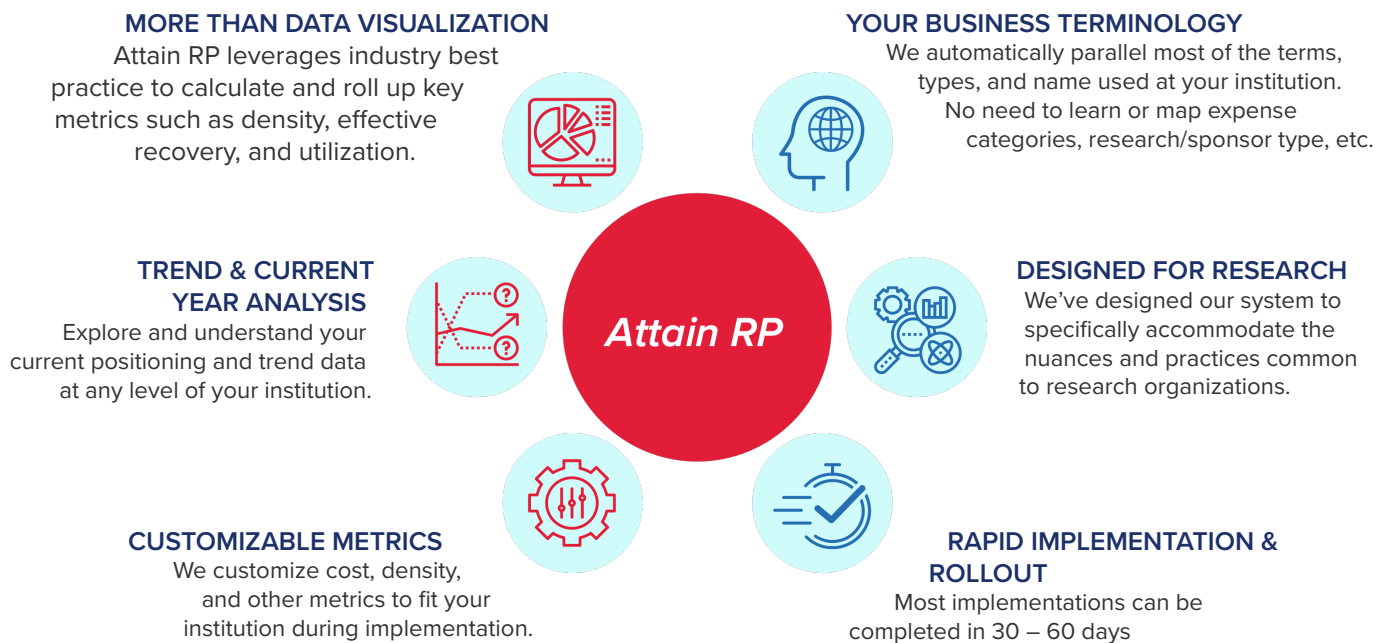 MORE THAN DATA VISUALIZATION
Attain RP leverages industry best
practice to calculate and roll up key
metrics such as density, effective
recovery, and utilization.
YOUR BUSINESS TERMINOLOGY
We automatically parallel most of the terms,
types, and name used at your institution.
No need to learn or map expense
categories, research/sponsor type, etc.
TREND & CURRENT
YEAR ANALYSIS
Explore and understand your
current positioning and trend data
at any level of your institution.
?
?
Attain RP
DESIGNED FOR RESEARCH
We’ve designed our system to
specifically accommodate the
nuances and practices common
to research organizations.
CUSTOMIZABLE METRICS
We customize cost, density,
and other metrics to fit your
institution during implementation.
RAPID IMPLEMENTATION &
ROLLOUT
Most implementations can be
completed in 30 – 60 days